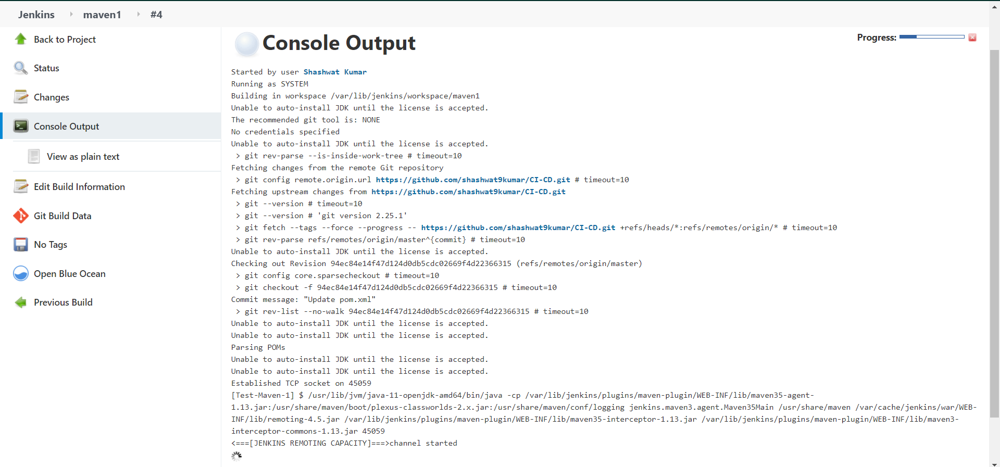 Jenkins maven1 #4
Back to Project
Status
Changes
Console Output
View as plain text
Edit Build Information
Git Build Data
No Tags
Open Blue Ocean
Previous Build
Console Output
Progress:
Started by user Shashwat Kumar
Running as SYSTEM
Building in workspace /var/lib/jenkins/workspace/maven1
Unable to auto-install JDK until the license is accepted.
The recommended git tool is: NONE
No credentials specified
Unable to auto-install JDK until the license is accepted.
> git rev-parse --is-inside-work-tree # timeout=10
Fetching changes from the remote Git repository
> git config remote.origin.url https://github.com/shashwat9kumar/CI-CD.git # timeout=10
Fetching upstream changes from https://github.com/shashwat9kumar/CI-CD.git
> git --version # timeout=10
> git --version # 'git version 2.25.1'
> git fetch --tags --force --progress -- https://github.com/shashwat9kumar/CI-CD.git +refs/heads/*:refs/remotes/origin/* # timeout=10
> git rev-parse refs/remotes/origin/master^{commit} # timeout=10
Unable to auto-install JDK until the license is accepted.
Checking out Revision 94ec84e14f47d124d0db5cdc02669f4d22366315 (refs/remotes/origin/master)
> git config core.sparsecheckout # timeout=10
> git checkout -f 94ec84e14f47d124d0db5cdc02669f4d22366315 # timeout=10
Commit message: "Update pom.xml"
> git rev-list --no-walk 94ec84e14f47d124d0db5cdc02669f4d22366315 # timeout=10
Unable to auto-install JDK until the license is accepted.
Unable to auto-install JDK until the license is accepted.
Parsing POMs
Unable to auto-install JDK until the license is accepted.
Unable to auto-install JDK until the license is accepted.
Established TCP socket on 45059
[Test-Maven-1] $ /usr/lib/jvm/java-11-openjdk-amd64/bin/java -cp /var/lib/jenkins/plugins/maven-plugin/WEB-INF/lib/maven35-agent-
1.13.jar:/usr/share/maven/boot/plexus-classworlds-2.x.jar:/usr/share/maven/conf/logging jenkins.maven3.agent.Maven35Main /usr/share/maven /var/cache/jenkins/war/WEB-
INF/lib/remoting-4.5.jar /var/lib/jenkins/plugins/maven-plugin/WEB-INF/lib/maven35-interceptor-1.13.jar /var/lib/jenkins/plugins/maven-plugin/WEB-INF/lib/maven3-
interceptor-commons-1.13.jar 45059
<===[JENKINS REMOTING CAPACITY]===>channel started